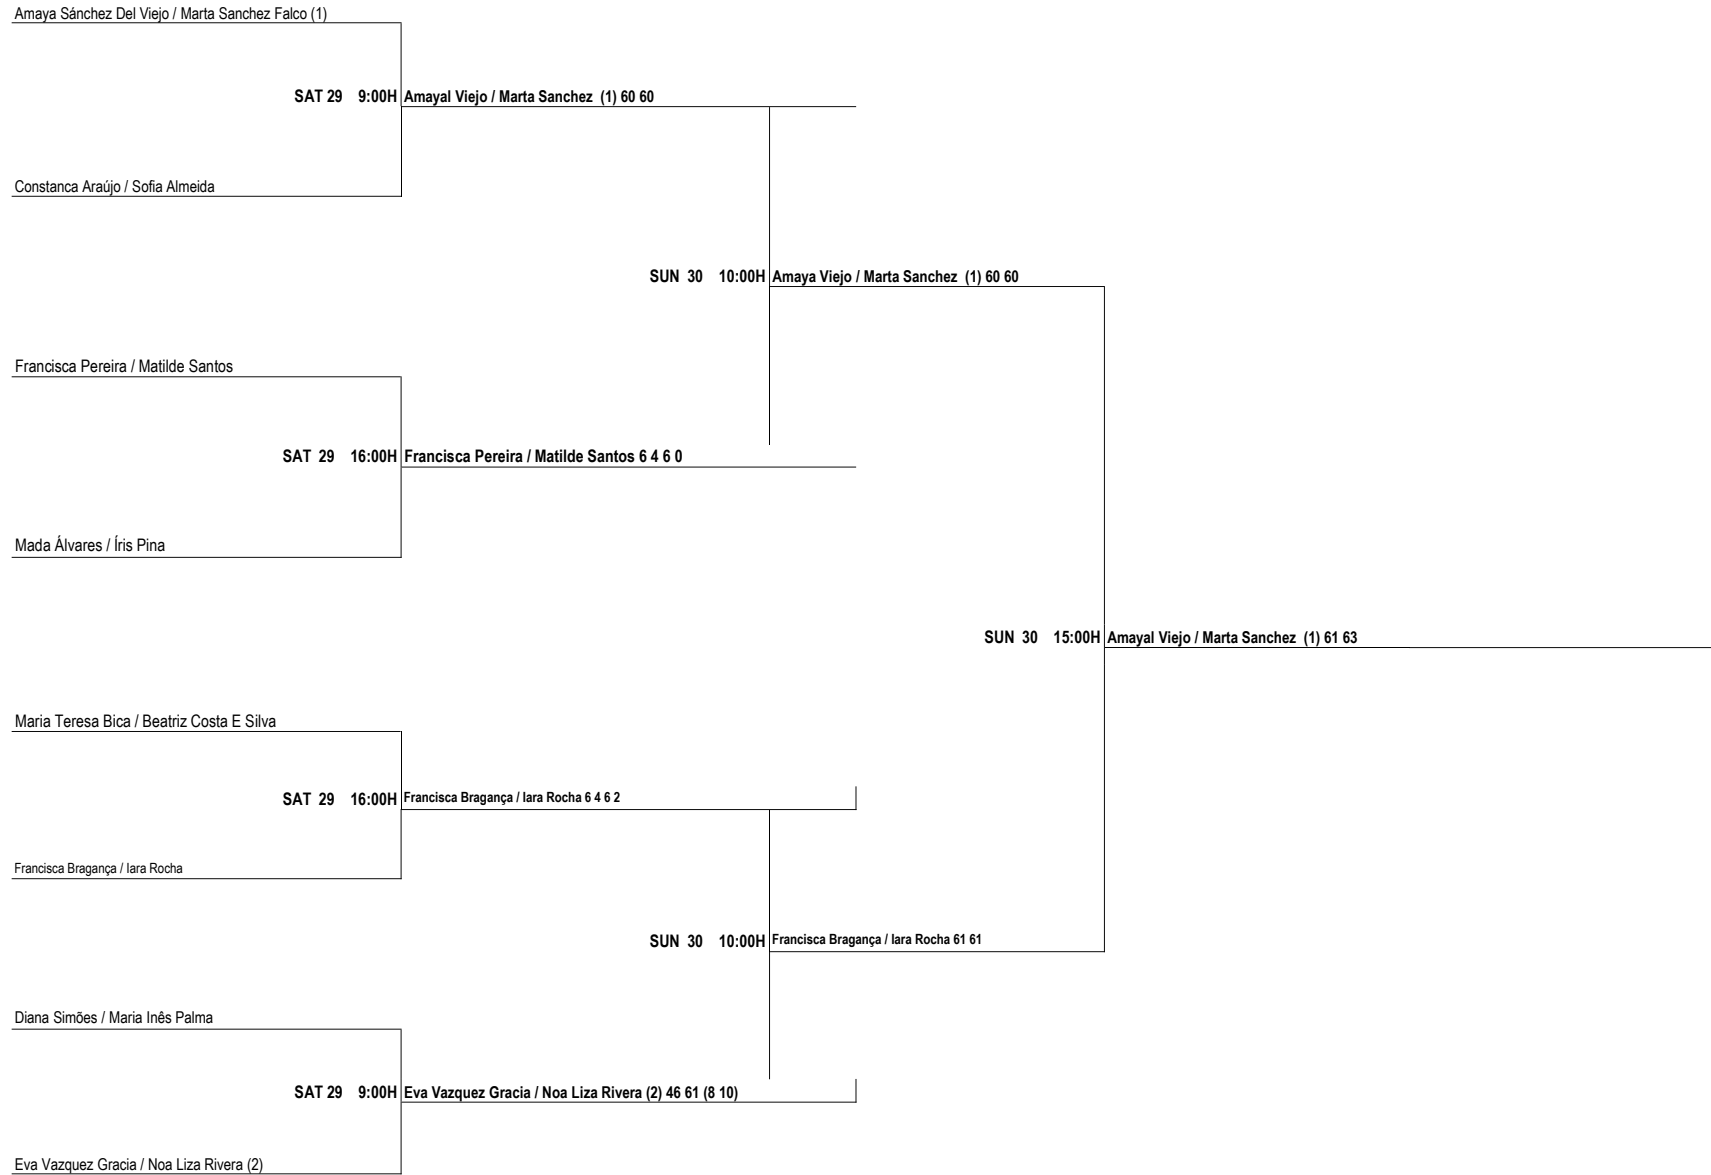 Amaya Sánchez Del Viejo / Marta Sanchez Falco (1)
SAT 29 9:00H Amayal Viejo / Marta Sanchez (1) 60 60
Constanca Araújo / Sofia Almeida
SUN 30 10:00H Amaya Viejo / Marta Sanchez (1) 60 60
Francisca Pereira / Matilde Santos
SAT 29 16:00H Francisca Pereira / Matilde Santos 6 4 6 0
Mada Álvares / Íris Pina
SUN 30 15:00H Amayal Viejo / Marta Sanchez (1) 61 63
Maria Teresa Bica / Beatriz Costa E Silva
SAT 29 16:00H Francisca Bragança / Iara Rocha 6 4 6 2
Francisca Bragança / Iara Rocha
SUN 30 10:00H Francisca Bragança / Iara Rocha 61 61
Diana Simões / Maria Inês Palma
SAT 29 9:00H Eva Vazquez Gracia / Noa Liza Rivera (2) 46 61 (8 10)
Eva Vazquez Gracia / Noa Liza Rivera (2)